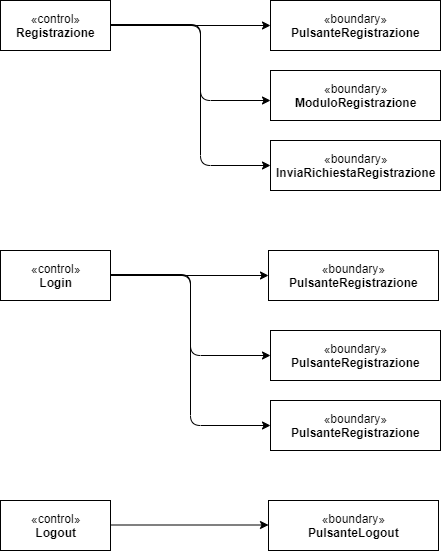 «control»
Registrazione
«boundary»
PulsanteRegistrazione
«boundary»
ModuloRegistrazione
«boundary»
InviaRichiestaRegistrazione
«control»
Login
«boundary»
PulsanteRegistrazione
«boundary»
PulsanteRegistrazione
«boundary»
PulsanteRegistrazione
«control»
Logout
«boundary»
PulsanteLogout